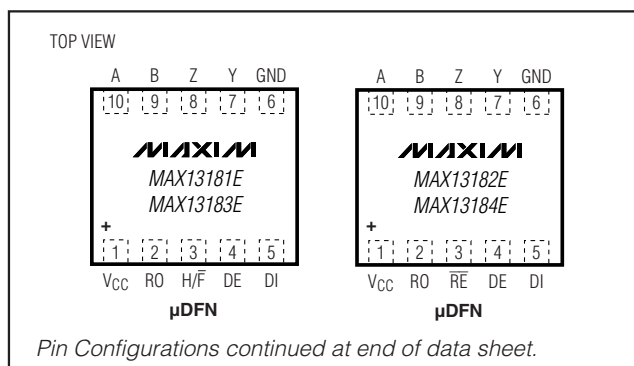 TOP VIEW
A B Z Y GND
10 9 8 7 6
MAXIM
MAX13181E
MAX13183E
+
1 2 3 4 5
VCC RO H/F̅ DE DI
µDFN
A B Z Y GND
10 9 8 7 6
MAXIM
MAX13182E
MAX13184E
+
1 2 3 4 5
VCC RO R̅E̅ DE DI
µDFN
Pin Configurations continued at end of data sheet.